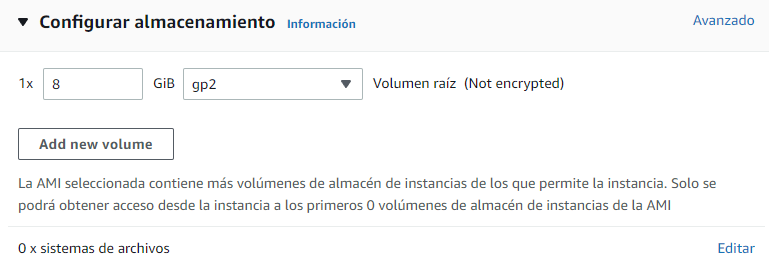 Configurar almacenamiento Información Avanzado
1x 8 GiB gp2 Volumen raíz (Not encrypted)
Add new volume
La AMI seleccionada contiene más volúmenes de almacén de instancias de los que permite la instancia. Solo se
podrá obtener acceso desde la instancia a los primeros 0 volúmenes de almacén de instancias de la AMI
0 x sistemas de archivos Editar